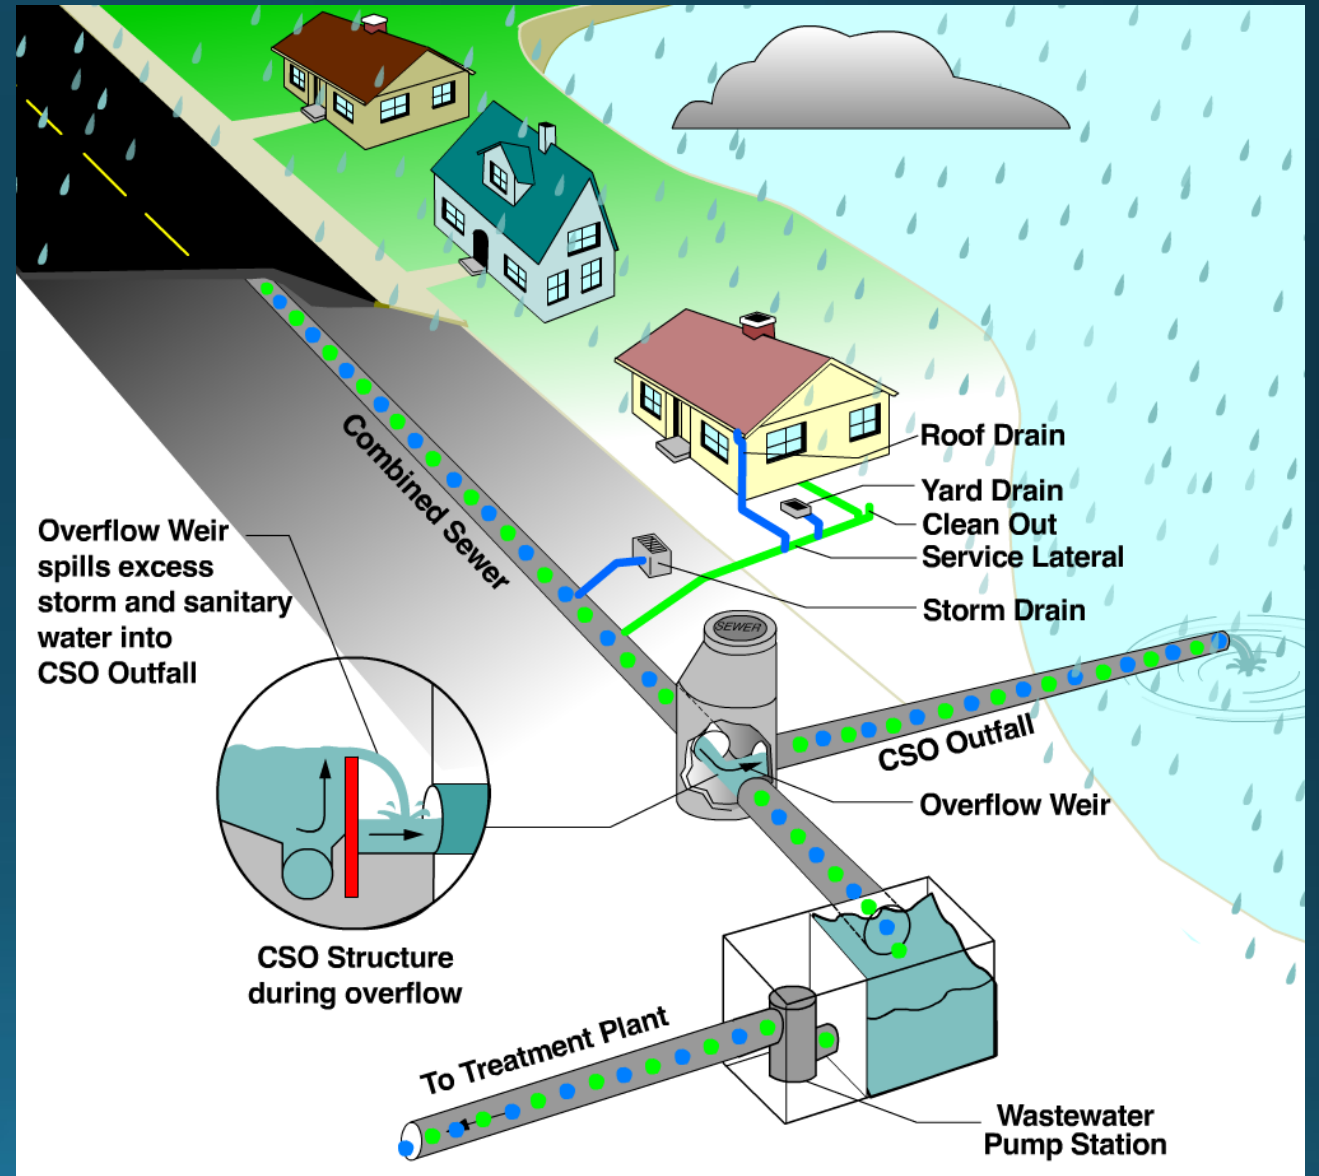 Roof Drain
Yard Drain
Clean Out
Service Lateral
Storm Drain
Combined Sewer
Overflow Weir
spills excess
storm and sanitary
water into
CSO Outfall
SEWER
CSO Outfall
Overflow Weir
CSO Structure
during overflow
To Treatment Plant
Wastewater
Pump Station